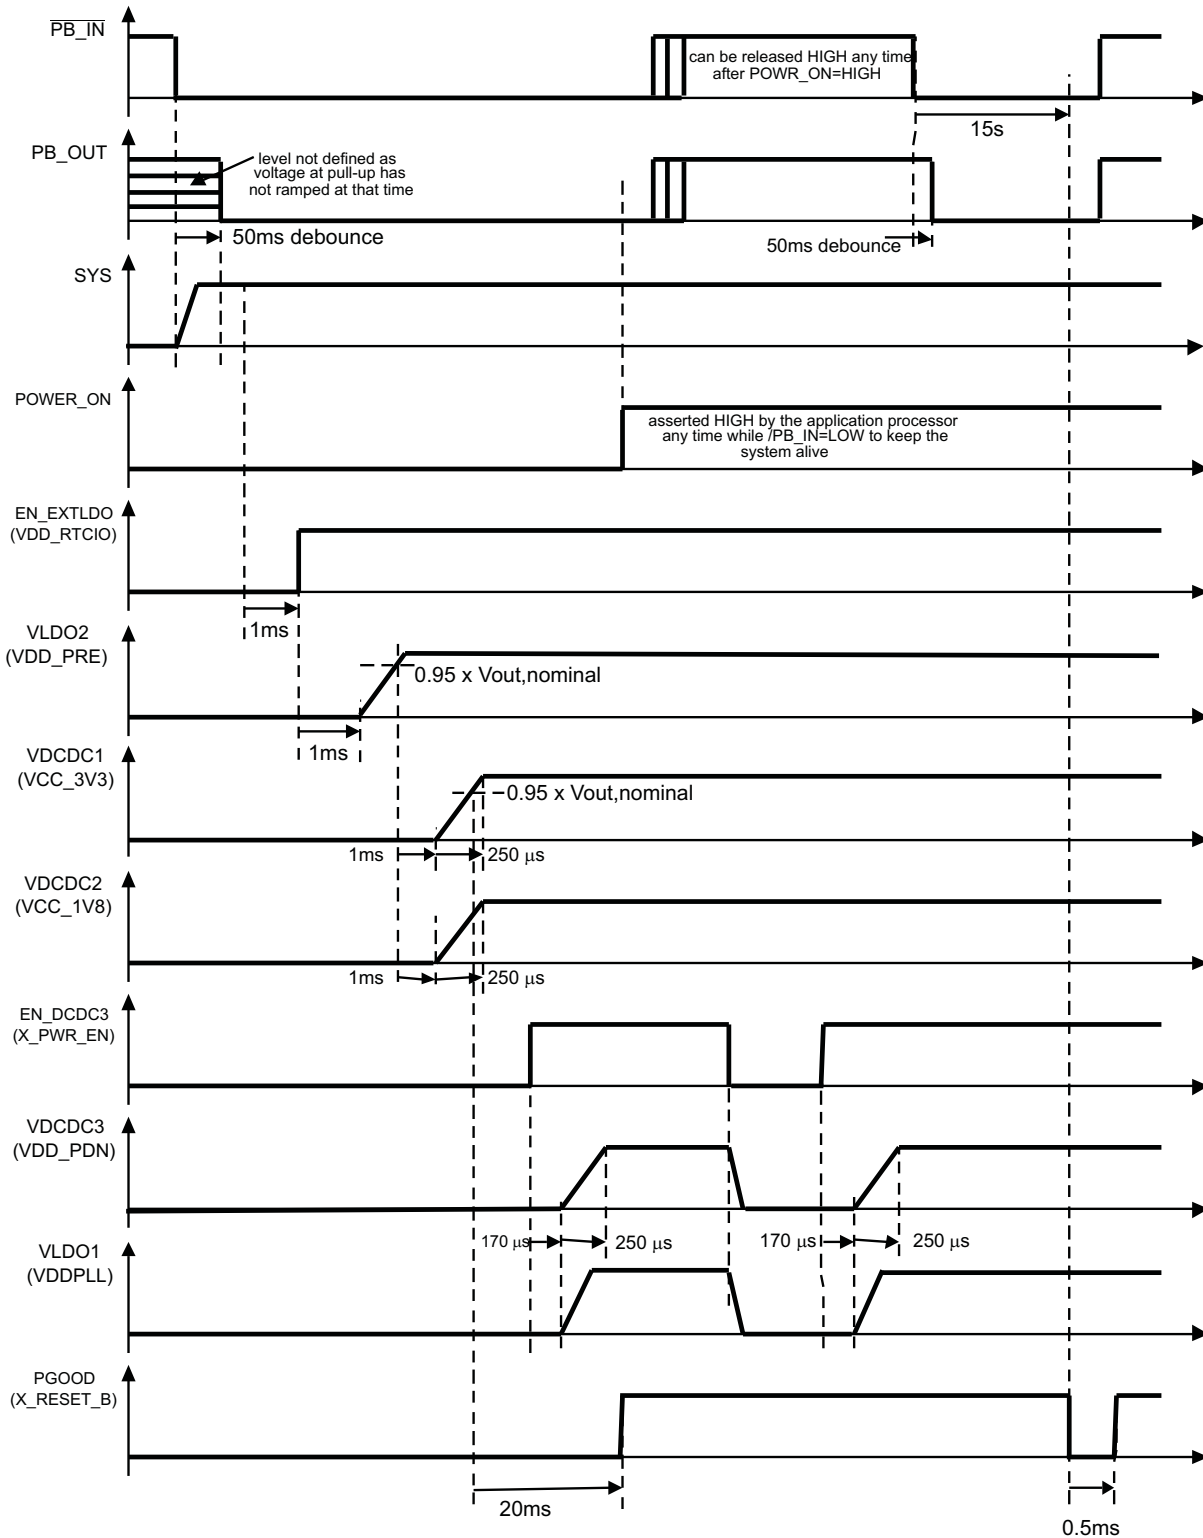 PB_IN
can be released HIGH any time
after POWR_ON=HIGH
15s
PB_OUT
level not defined as
voltage at pull-up has
not ramped at that time
50ms debounce
50ms debounce
SYS
POWER_ON
asserted HIGH by the application processor
any time while /PB_IN=LOW to keep the
system alive
EN_EXTLDO
(VDD_RTCIO)
1ms
VLDO2
(VDD_PRE)
0.95 x Vout,nominal
1ms
VDCDC1
(VCC_3V3)
0.95 x Vout,nominal
1ms
250 μs
VDCDC2
(VCC_1V8)
1ms
250 μs
EN_DCDC3
(X_PWR_EN)
VDCDC3
(VDD_PDN)
170 μs
250 μs
170 μs
250 μs
VLDO1
(VDDPLL)
PGOOD
(X_RESET_B)
20ms
0.5ms